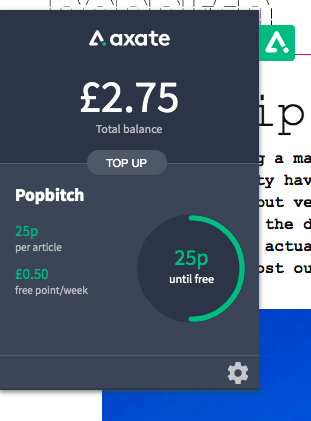 axate
£2.75
Total balance
TOP UP
Popbitch
25p
per article
£0.50
free point/week
25p
until free
ip
g a ma
ty hav
out ve
the d
actua
ost ou